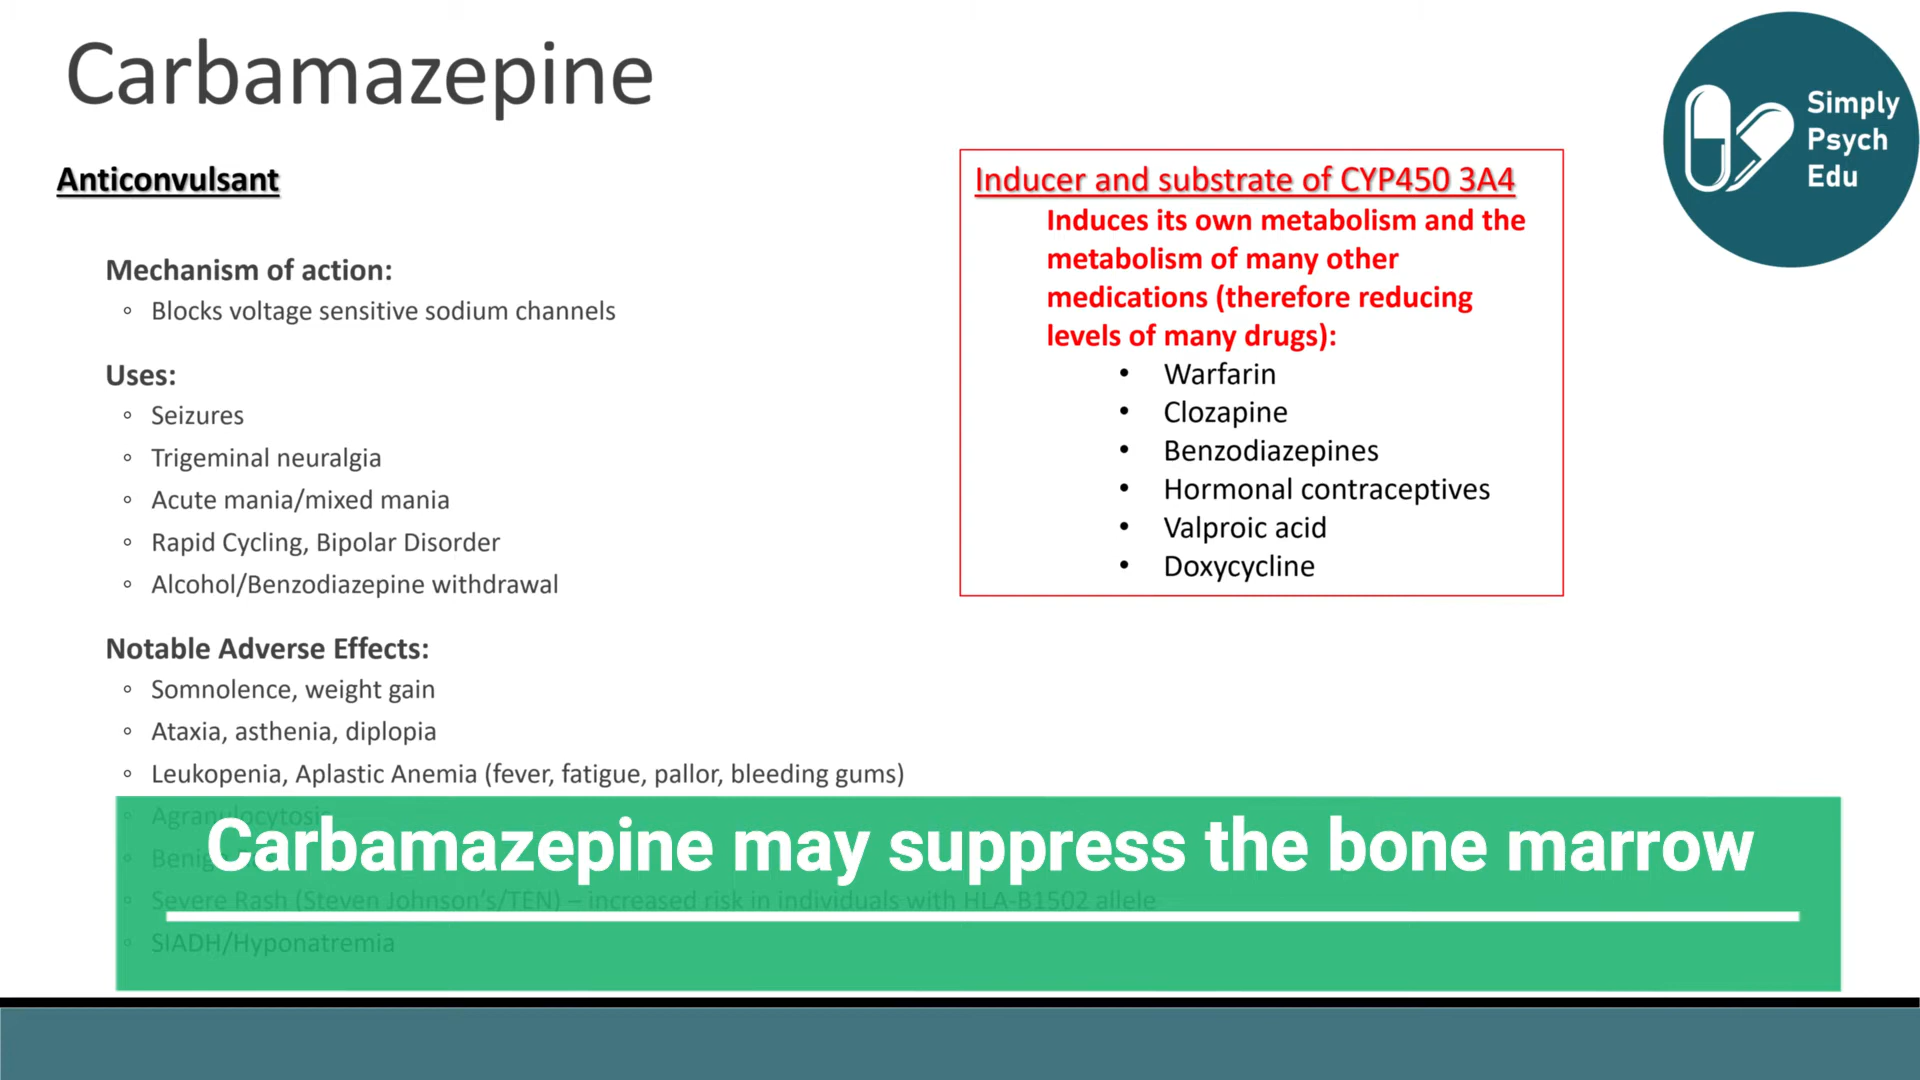 Carbamazepine
Simply
Psych
Edu
Anticonvulsant
Mechanism of action:
◦ Blocks voltage sensitive sodium channels
Uses:
◦ Seizures
◦ Trigeminal neuralgia
◦ Acute mania/mixed mania
◦ Rapid Cycling, Bipolar Disorder
◦ Alcohol/Benzodiazepine withdrawal
Notable Adverse Effects:
◦ Somnolence, weight gain
◦ Ataxia, asthenia, diplopia
◦ Leukopenia, Aplastic Anemia (fever, fatigue, pallor, bleeding gums)
◦ Agranulocytosis
◦ Severe Rash (Steven Johnson's/TEN) – increased risk in individuals with HLA-B1502 allele
◦ SIADH/Hyponatremia
Inducer and substrate of CYP450 3A4
Induces its own metabolism and the
metabolism of many other
medications (therefore reducing
levels of many drugs):
• Warfarin
• Clozapine
• Benzodiazepines
• Hormonal contraceptives
• Valproic acid
• Doxycycline
Carbamazepine may suppress the bone marrow